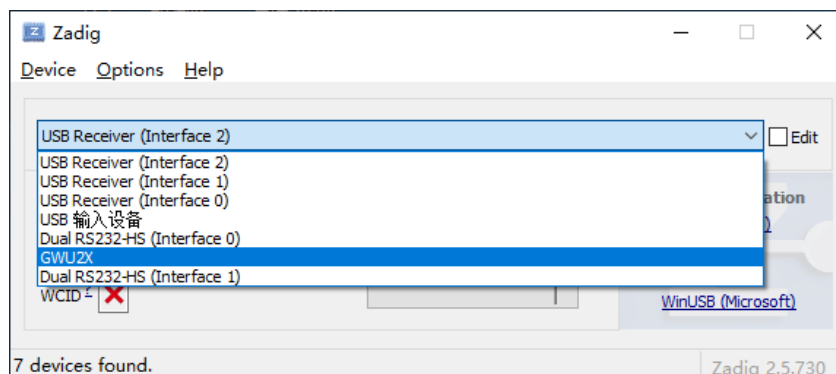 Zadig
Device Options Help
USB Receiver (Interface 2)
Edit
USB Receiver (Interface 2)
USB Receiver (Interface 1)
USB Receiver (Interface 0)
USB 输入设备
Dual RS232-HS (Interface 0)
GWU2X
Dual RS232-HS (Interface 1)
ation
WCID ?
WinUSB (Microsoft)
7 devices found.
Zadig 2.5.730